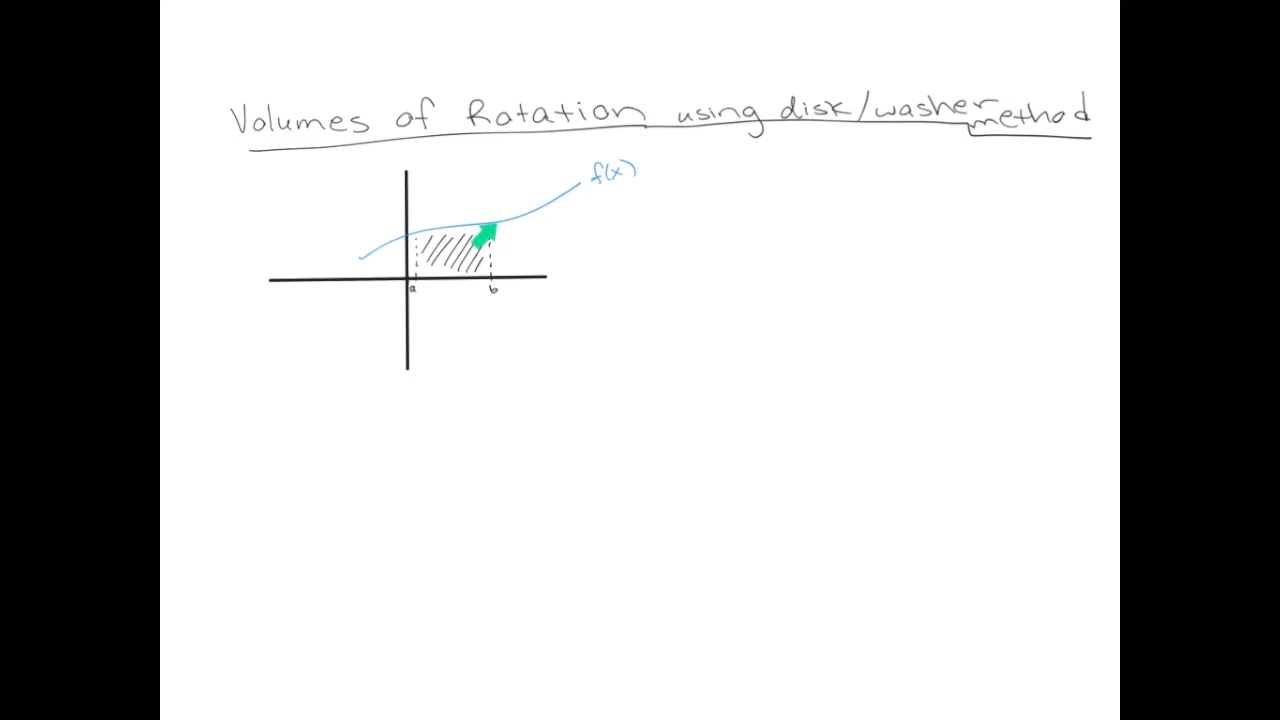 Volumes of Rotation using disk/washer method
f(x)
a b